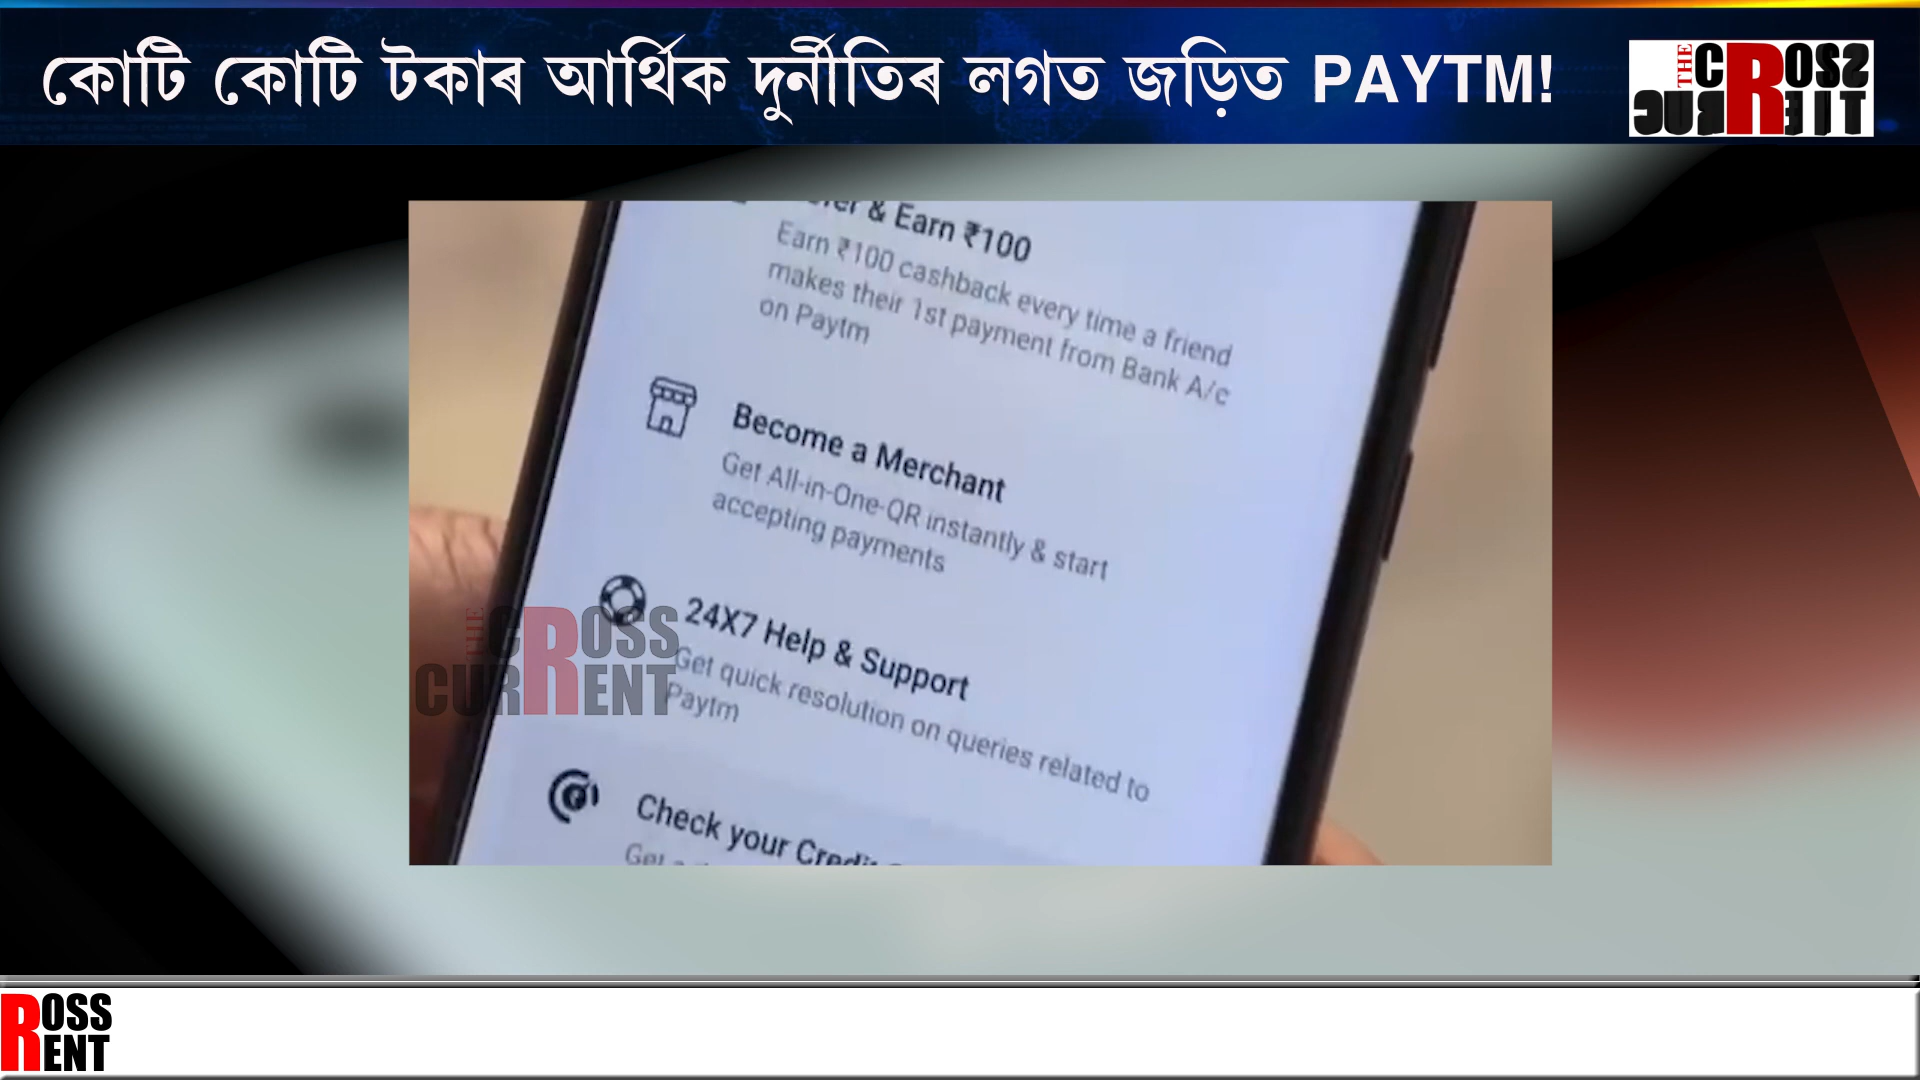 কোটি কোটি টকাৰ আৰ্থিক দুৰ্নীতিৰ লগত জড়িত PAYTM!
THE CROSS
CURRENT
& Earn ₹100
Earn ₹100 cashback every time a friend
makes their 1st payment from Bank A/c
on Paytm
Become a Merchant
Get All-in-One-QR instantly & start
accepting payments
24X7 Help & Support
Get quick resolution on queries related to
Paytm
THE CROSS
CURRENT
Check your
Get a
ROSS
RENT